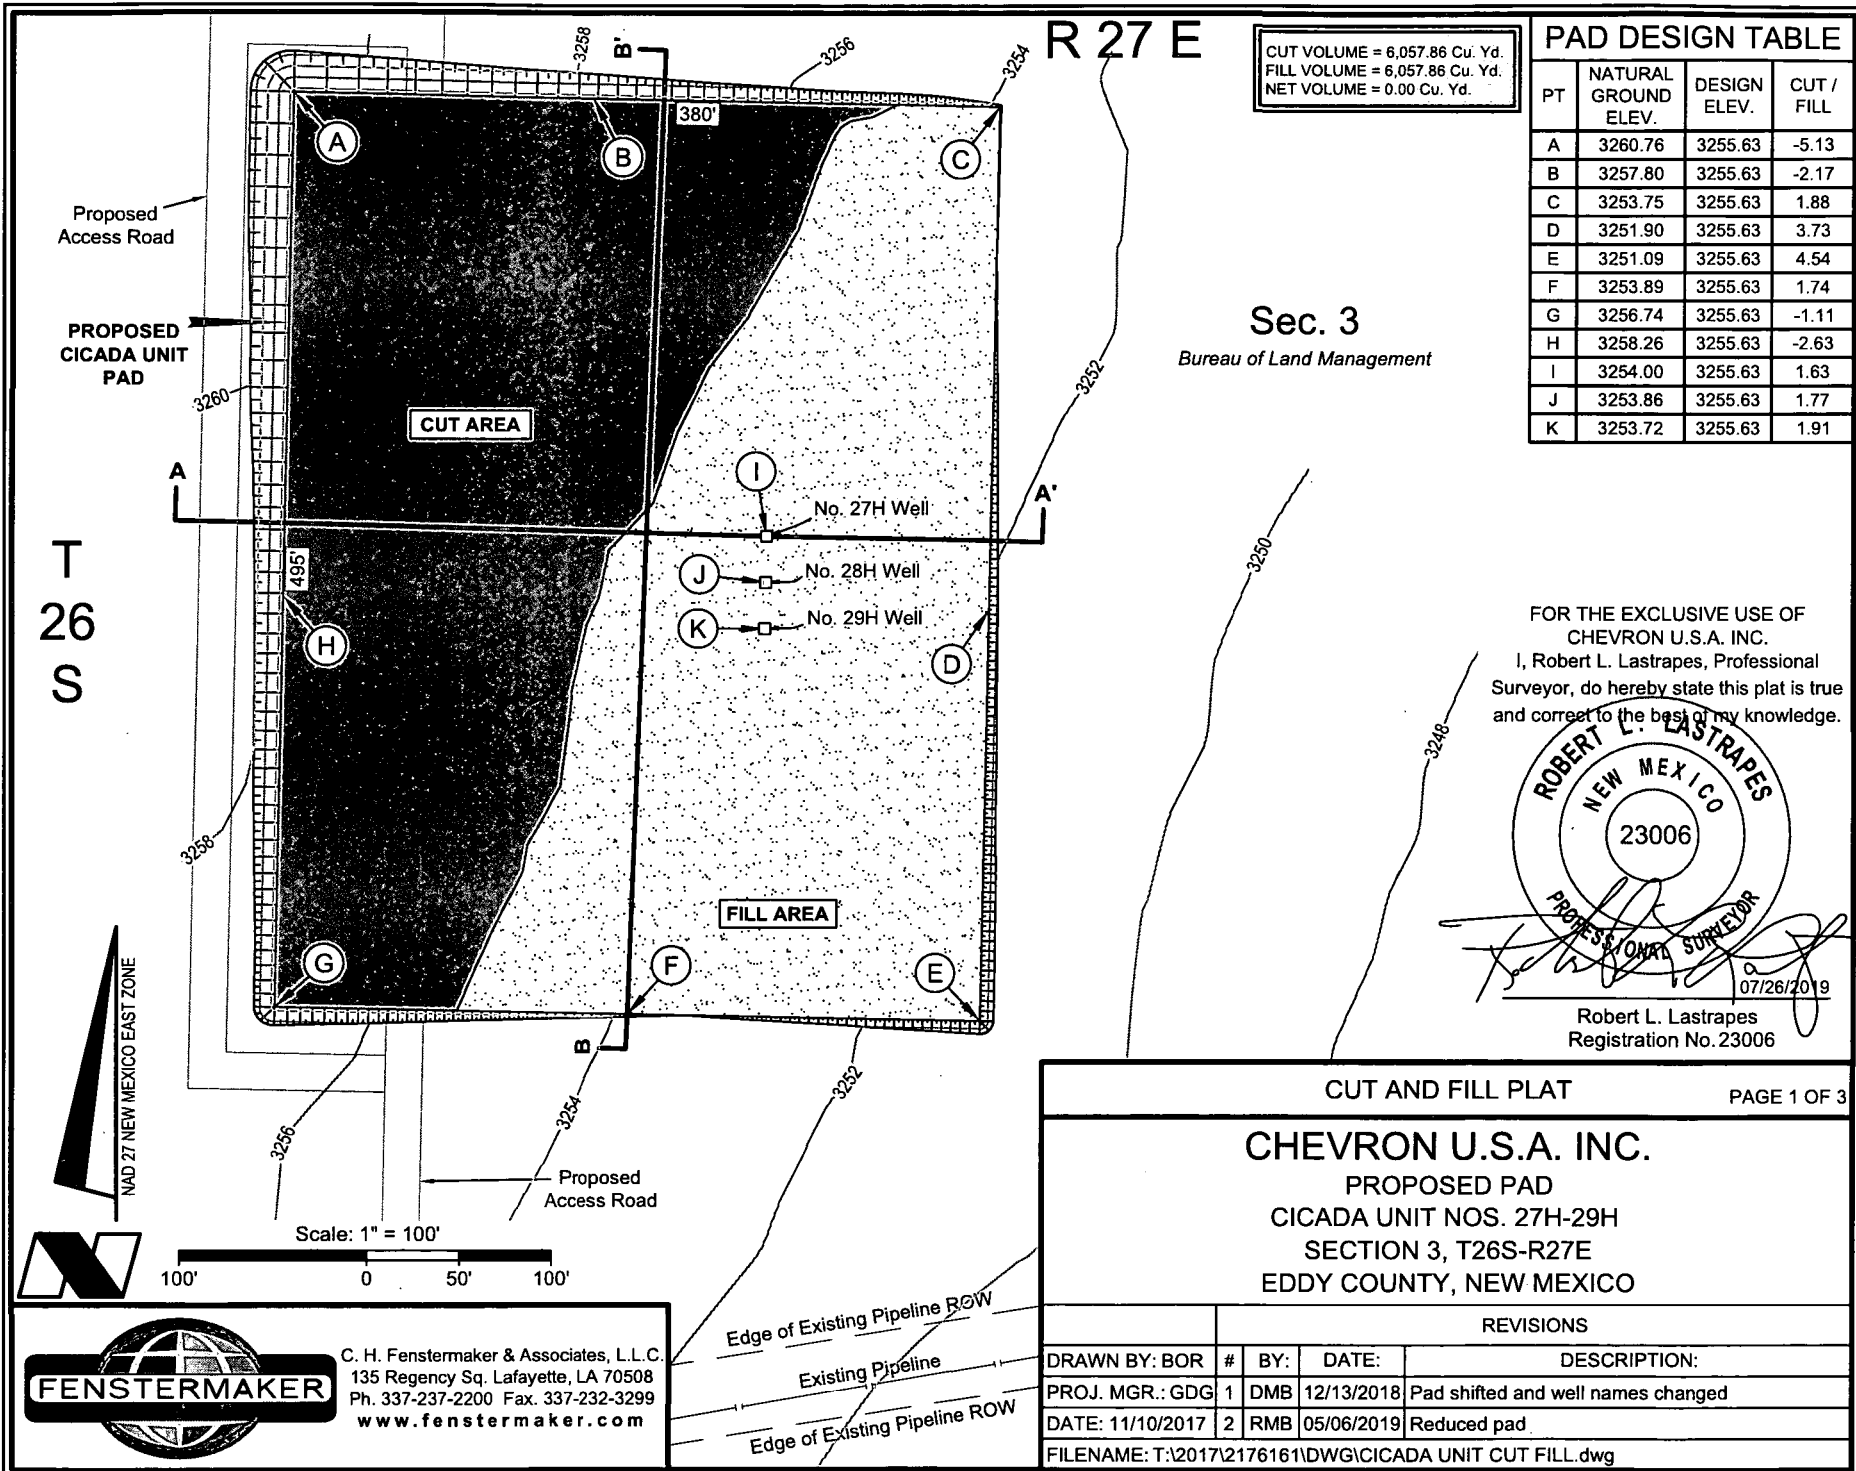 R 27 E
CUT VOLUME = 6,057.86 Cu. Yd.
FILL VOLUME = 6,057.86 Cu. Yd.
NET VOLUME = 0.00 Cu. Yd.
PAD DESIGN TABLE
PT NATURAL GROUND ELEV. DESIGN ELEV. CUT / FILL
A 3260.76 3255.63 -5.13
B 3257.80 3255.63 -2.17
C 3253.75 3255.63 1.88
D 3251.90 3255.63 3.73
E 3251.09 3255.63 4.54
F 3253.89 3255.63 1.74
G 3256.74 3255.63 -1.11
H 3258.26 3255.63 -2.63
I 3254.00 3255.63 1.63
J 3253.86 3255.63 1.77
K 3253.72 3255.63 1.91
3258
B'
3256
3254
380'
A
B
C
Proposed
Access Road
PROPOSED
CICADA UNIT
PAD
3260
CUT AREA
Sec. 3
Bureau of Land Management
3252
A
I
A'
No. 27H Well
T
26
S
495'
J
No. 28H Well
3250
K
No. 29H Well
H
D
3248
3258
FILL AREA
G
F
E
B
FOR THE EXCLUSIVE USE OF
CHEVRON U.S.A. INC.
I, Robert L. Lastrapes, Professional
Surveyor, do hereby state this plat is true
and correct to the best of my knowledge.
ROBERT L. LASTRAPES
NEW MEXICO
23006
PROFESSIONAL SURVEYOR
07/26/2019
Robert L. Lastrapes
Registration No. 23006
NAD 27 NEW MEXICO EAST ZONE
3256
3254
3252
Proposed
Access Road
Scale: 1" = 100'
100' 0 50' 100'
N
Edge of Existing Pipeline ROW
Existing Pipeline
Edge of Existing Pipeline ROW
FENSTERMAKER
C. H. Fenstermaker & Associates, L.L.C.
135 Regency Sq. Lafayette, LA 70508
Ph. 337-237-2200 Fax. 337-232-3299
www.fenstermaker.com
CUT AND FILL PLAT PAGE 1 OF 3
CHEVRON U.S.A. INC.
PROPOSED PAD
CICADA UNIT NOS. 27H-29H
SECTION 3, T26S-R27E
EDDY COUNTY, NEW MEXICO
REVISIONS
DRAWN BY: BOR # BY: DATE: DESCRIPTION:
PROJ. MGR.: GDG 1 DMB 12/13/2018 Pad shifted and well names changed
DATE: 11/10/2017 2 RMB 05/06/2019 Reduced pad
FILENAME: T:\2017\2176161\DWG\CICADA UNIT CUT FILL.dwg